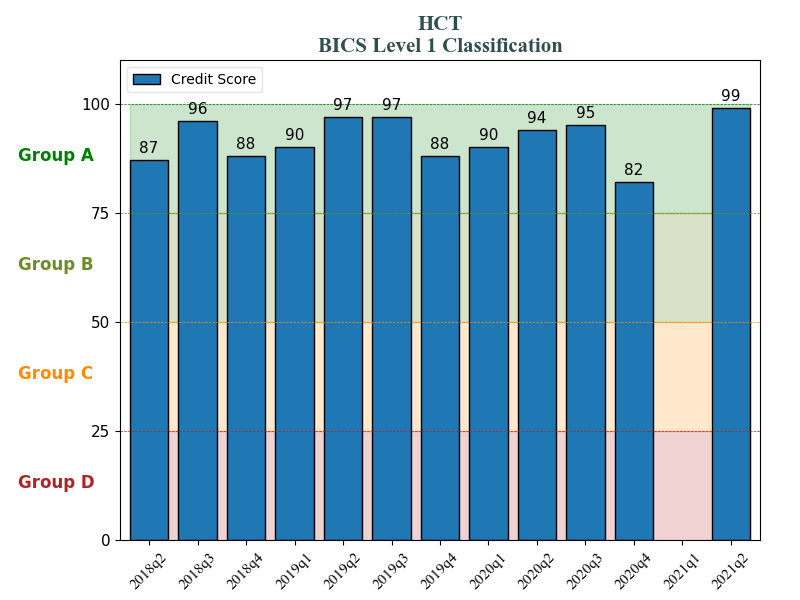 HCT
BICS Level 1 Classification
Credit Score
100
75
50
25
0
Group A
Group B
Group C
Group D
87
96
88
90
97
97
88
90
94
95
82
99
2018q2
2018q3
2018q4
2019q1
2019q2
2019q3
2019q4
2020q1
2020q2
2020q3
2020q4
2021q1
2021q2